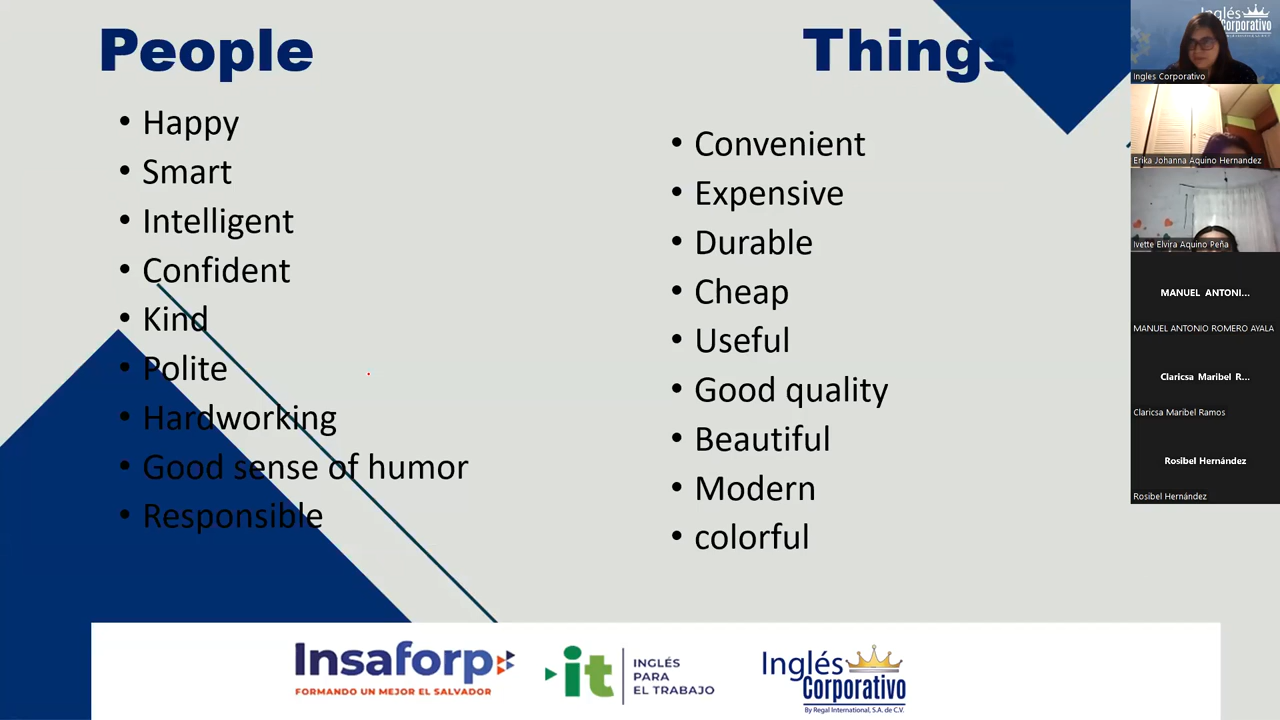 People
Happy
Smart
Intelligent
Confident
Kind
Polite
Hardworking
Good sense of humor
Responsible
Things
Convenient
Expensive
Durable
Cheap
Useful
Good quality
Beautiful
Modern
colorful
Insaforp
FORMANDO UN MEJOR EL SALVADOR
it
INGLÉS
PARA
EL TRABAJO
Inglés
Corporativo
By Regal International, S.A. de C.V.
Inglés
Corporativo
Ingles Corporativo
Erika Johanna Aquino Hernandez
Ivette Elvira Aquino Peña
MANUEL ANTONI...
MANUEL ANTONIO ROMERO AYALA
Claricsa Maribel R...
Claricsa Maribel Ramos
Rosibel Hernández
Rosibel Hernández